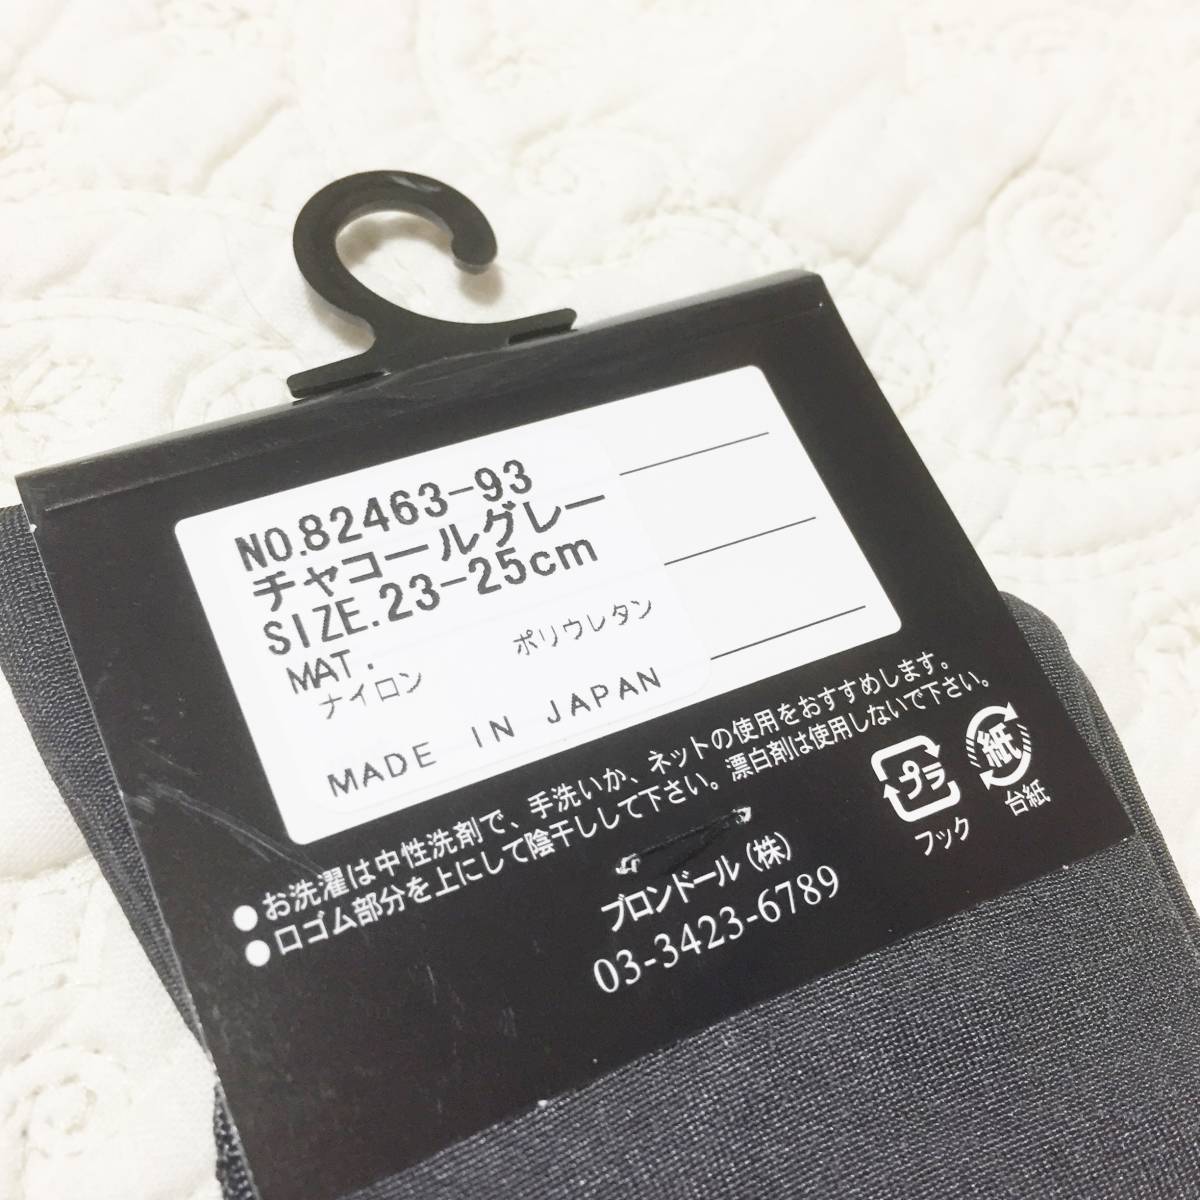 NO.82463-93
チャコールグレー
SIZE.23-25cm
MAT.
ナイロン ポリウレタン
MADE IN JAPAN
●お洗濯は中性洗剤で、手洗いか、ネットの使用をおすすめします。
●口ゴム部分を上にして陰干しして下さい。漂白剤は使用しないで下さい。
プラ
フック
紙
台紙
ブロンドール(株)
03-3423-6789